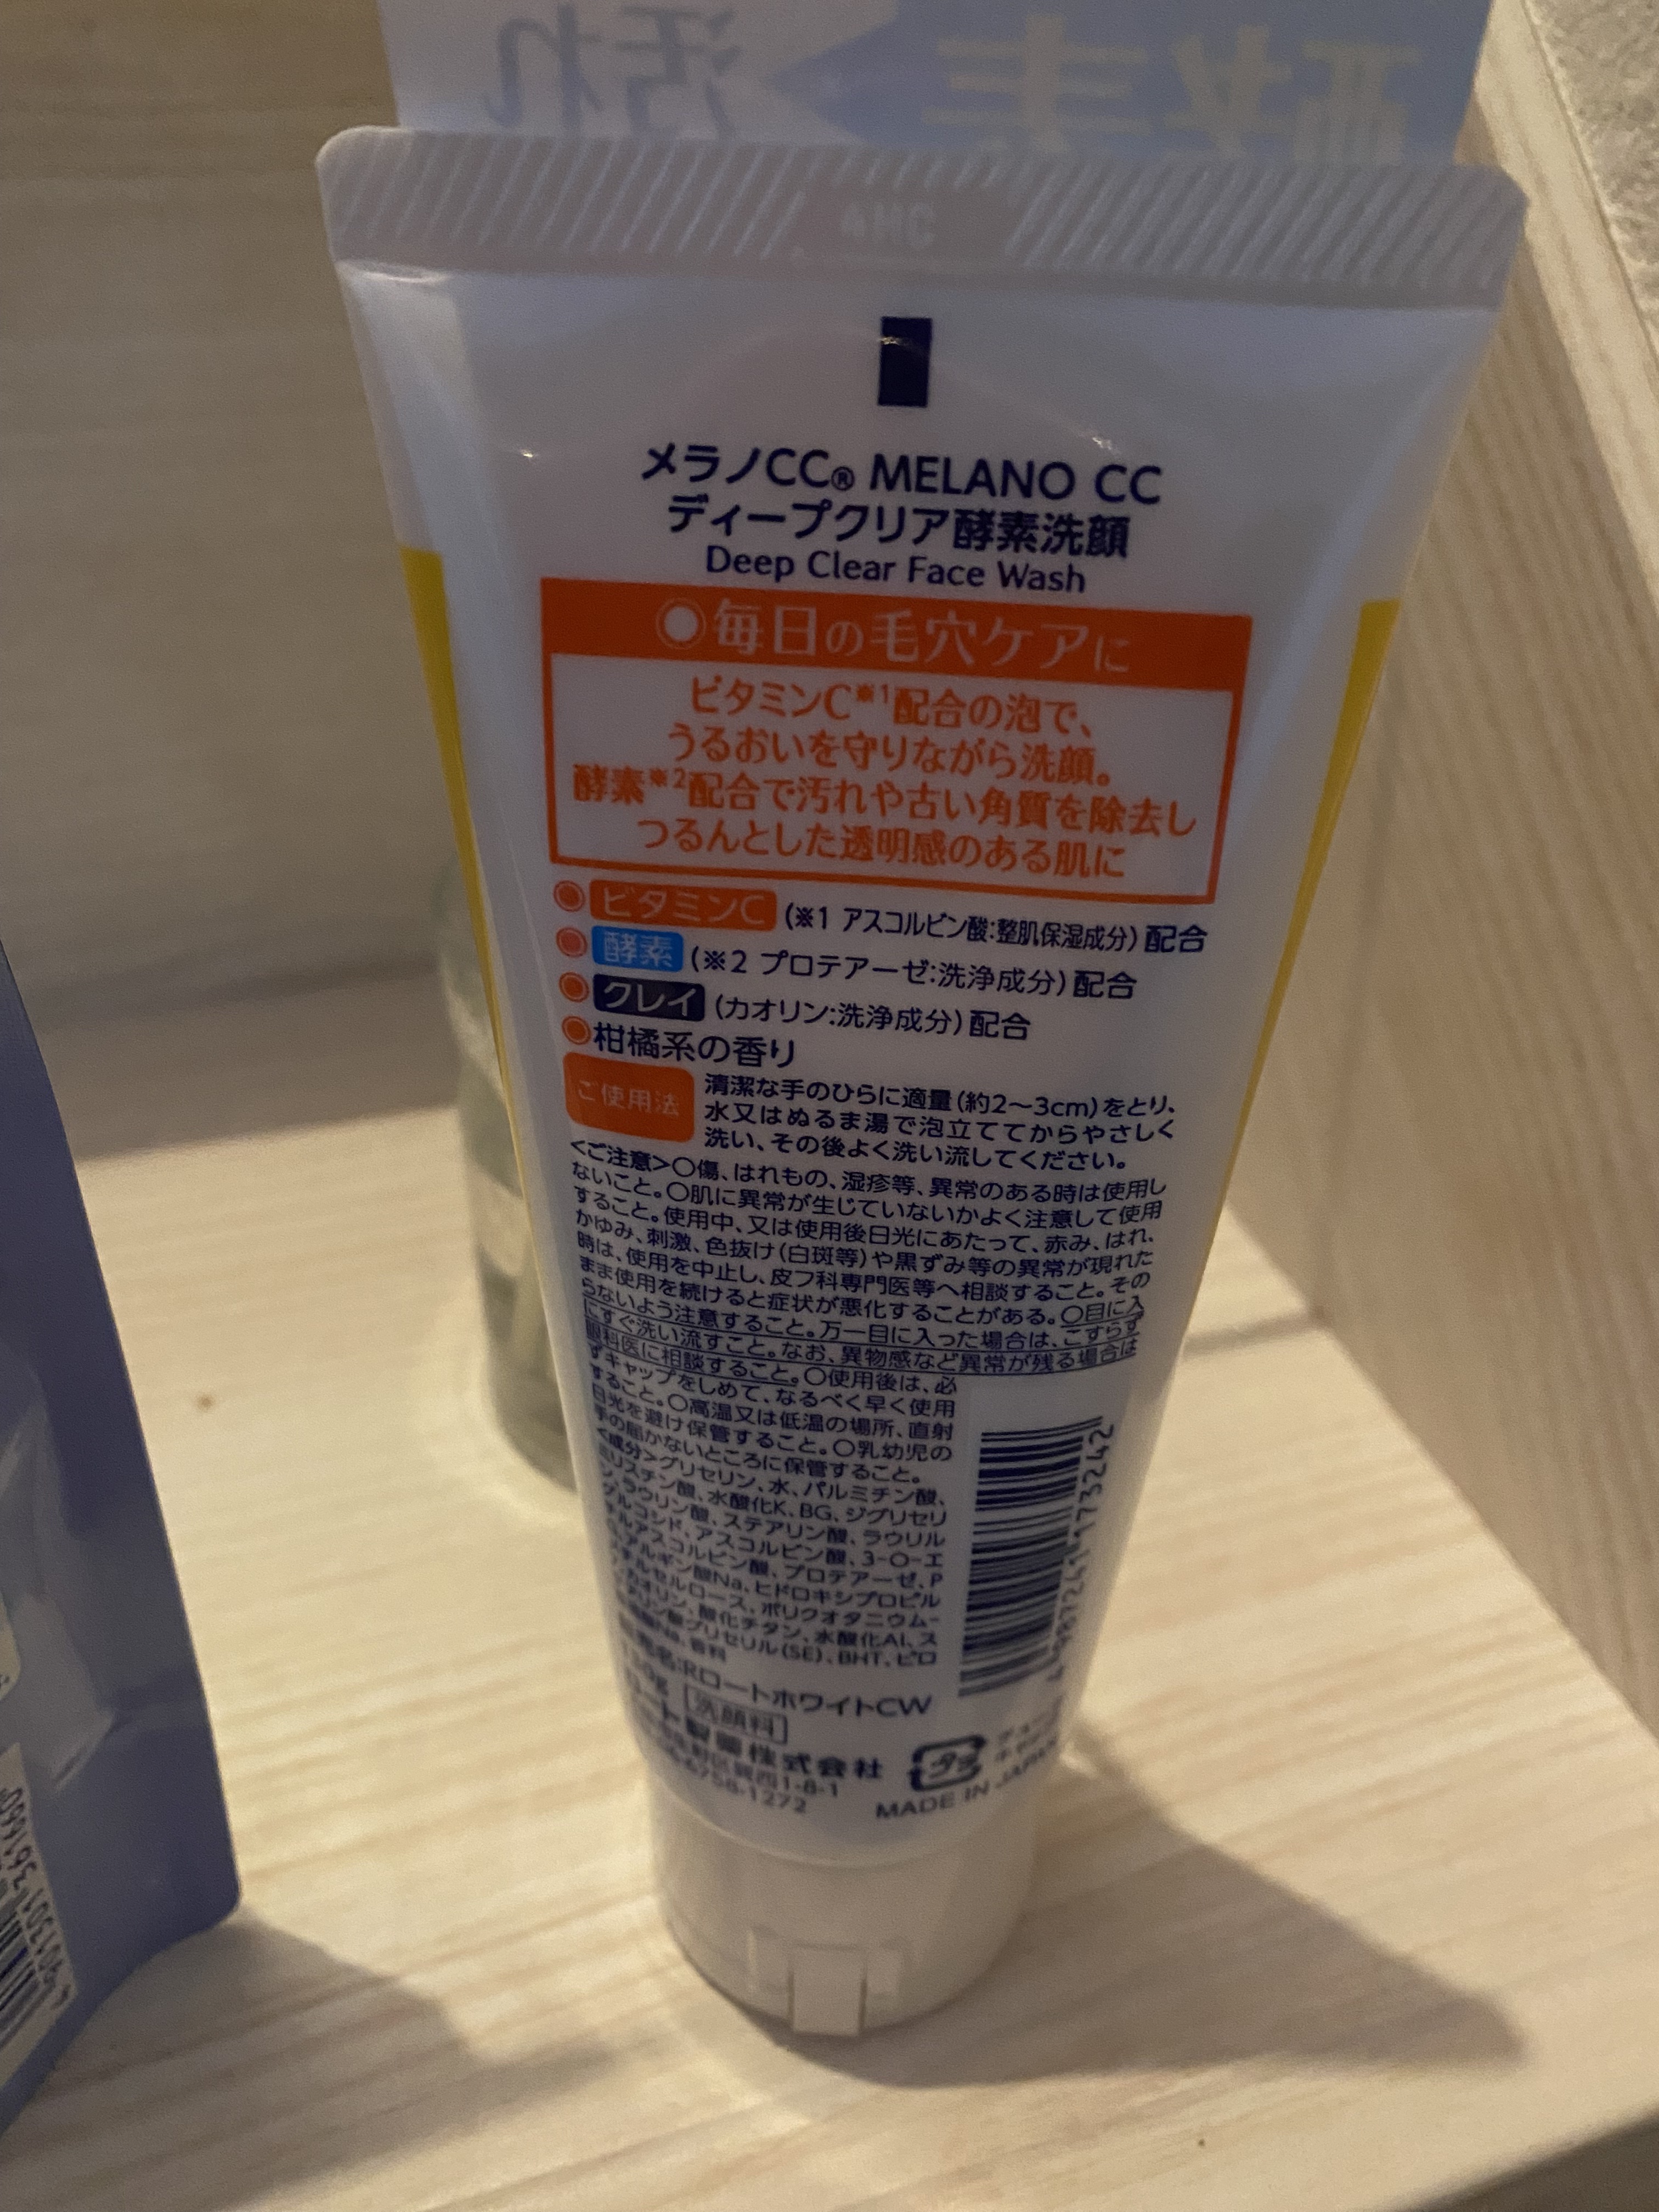 汚れ
酵素
4HC
メラノCC® MELANO CC
ディープクリア酵素洗顔
Deep Clear Face Wash
◉毎日の毛穴ケアに
ビタミンC※1配合の泡で、
うるおいを守りながら洗顔。
酵素※2配合で汚れや古い角質を除去し
つるんとした透明感のある肌に
◉ビタミンC(※1 アスコルビン酸:整肌保湿成分)配合
◉酵素(※2 プロテアーゼ:洗浄成分)配合
◉クレイ(カオリン:洗浄成分)配合
◉柑橘系の香り
ご使用法
清潔な手のひらに適量(約2〜3cm)をとり、
水又はぬるま湯で泡立ててからやさしく
洗い、その後よく洗い流してください。
<ご注意>○傷、はれもの、湿疹等、異常のある時は使用し
ないこと。○肌に異常が生じていないかよく注意して使用
すること。使用中、又は使用後日光にあたって、赤み、はれ、
かゆみ、刺激、色抜け(白斑等)や黒ずみ等の異常が現れた
時は、使用を中止し、皮フ科専門医等へ相談すること。その
まま使用を続けると症状が悪化することがある。○目に入
らないよう注意すること。万一目に入った場合は、こすらず
にすぐ洗い流すこと。なお、異物感など異常が残る場合は
眼科医に相談すること。○使用後は、必
ずキャップをしめて、なるべく早く使用
すること。○高温又は低温の場所、直射
日光を避け保管すること。○乳幼児の
手の届かないところに保管すること。
<成分>グリセリン、水、パルミチン酸、
ミリスチン酸、水酸化K、BG、ジグリセリ
ン、ラウリン酸、ステアリン酸、ラウリル
グルコシド、アスコルビン酸、3-O-エ
チルアスコルビン酸、プロテアーゼ、P
アルギン酸Na、ヒドロキシプロピル
メチルセルロース、ポリクオタニウム-
カオリン、酸化チタン、水酸化Al、ス
テアリン酸グリセリル(SE)、BHT、ピロ
Na、香料
名:RロートホワイトCW
洗顔料
ト製薬株式会社
1-8-1
6758-1272
MADE IN JAPAN
4 987241 173242
4901301 361660